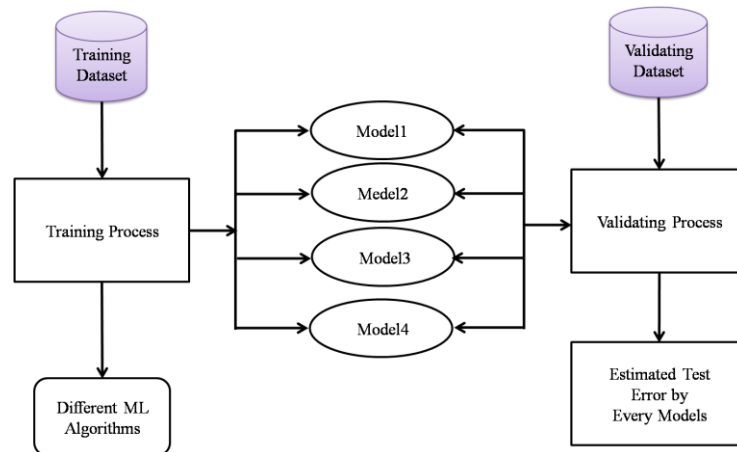 Training
Dataset
Validating
Dataset
Model1
Medel2
Training Process
Validating Process
Model3
Model4
Different ML
Algorithms
Estimated Test
Error by
Every Models